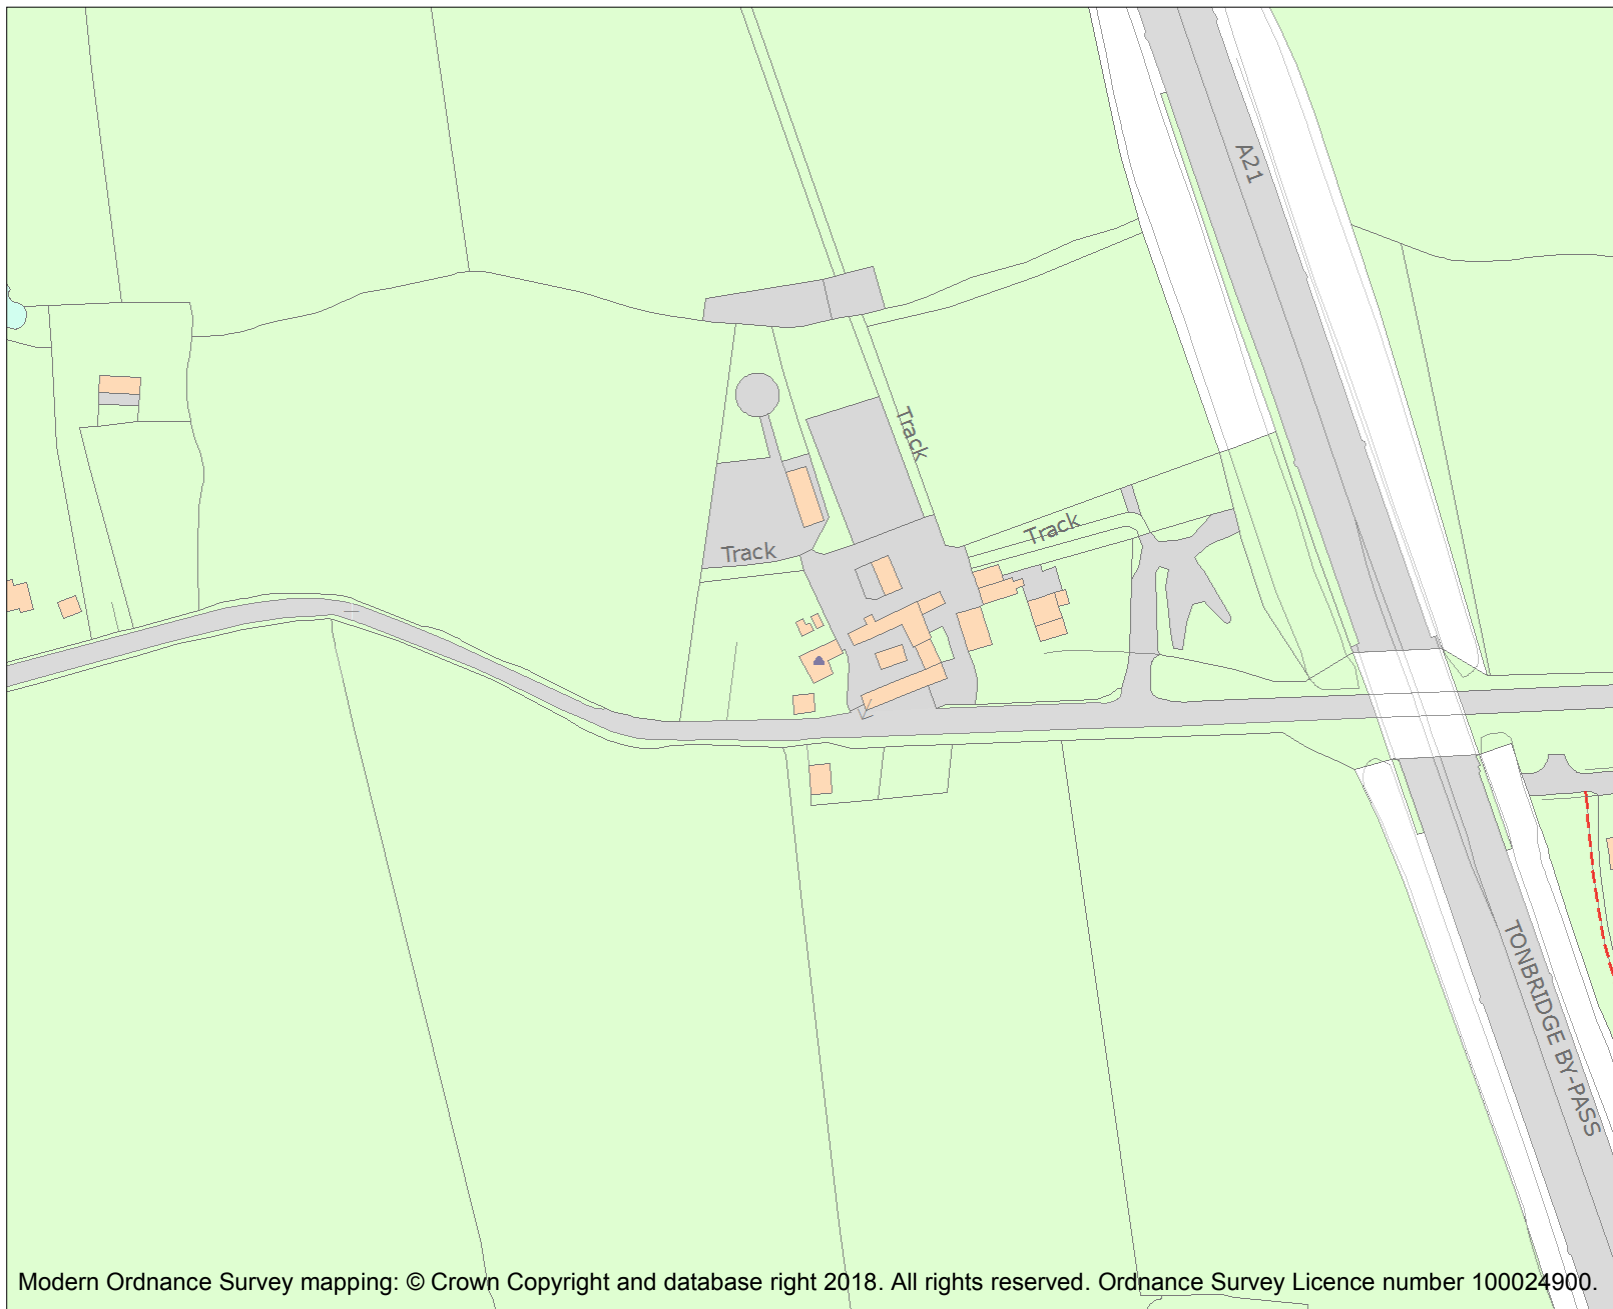 A21
Track
Track
Track
TONBRIDGE BY-PASS
Modern Ordnance Survey mapping: © Crown Copyright and database right 2018. All rights reserved. Ordnance Survey Licence number 100024900.